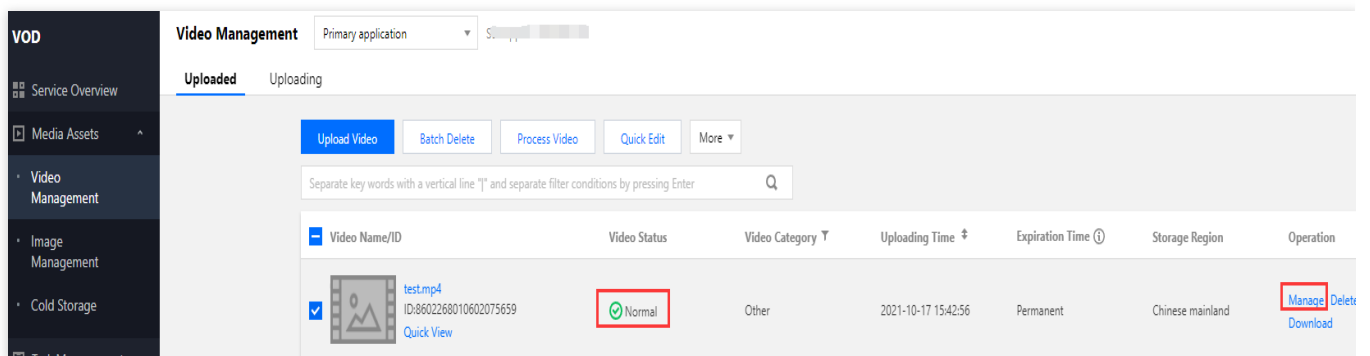 VOD
Video Management
Primary application
Uploaded
Uploading
Service Overview
Media Assets
Video
Management
Image
Management
Cold Storage
Upload Video
Batch Delete
Process Video
Quick Edit
More
Separate key words with a vertical line "|" and separate filter conditions by pressing Enter
Video Name/ID
Video Status
Video Category
Uploading Time
Expiration Time
Storage Region
Operation
test.mp4
ID:8602268010602075659
Quick View
Normal
Other
2021-10-17 15:42:56
Permanent
Chinese mainland
Manage Delete
Download